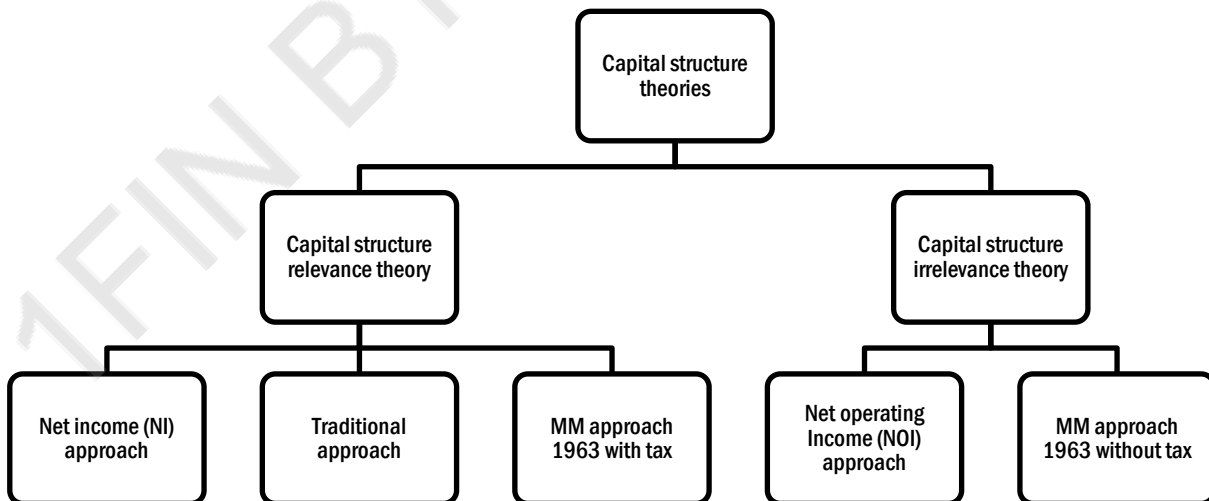 1FIN B
Capital structure
theories
Capital structure
relevance theory
Capital structure
irrelevance theory
Net income (NI)
approach
Traditional
approach
MM approach
1963 with tax
Net operating
Income (NOI)
approach
MM approach
1963 without tax